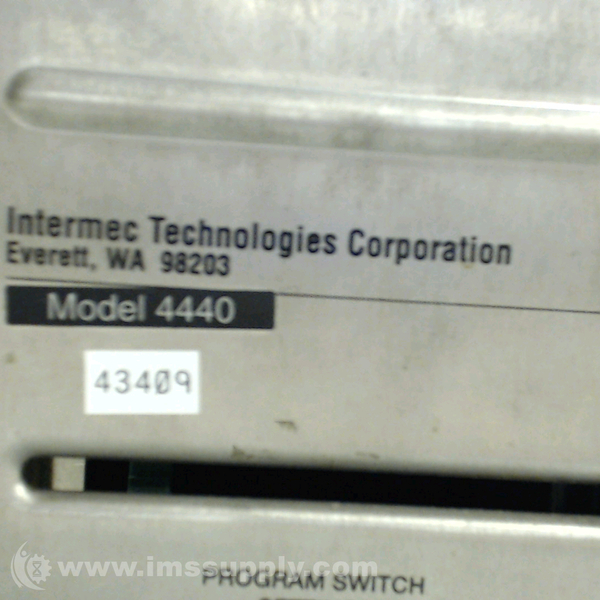 Intermec Technologies Corporation
Everett, WA 98203
Model 4440
43409
www.imssupply.com
PROGRAM SWITCH